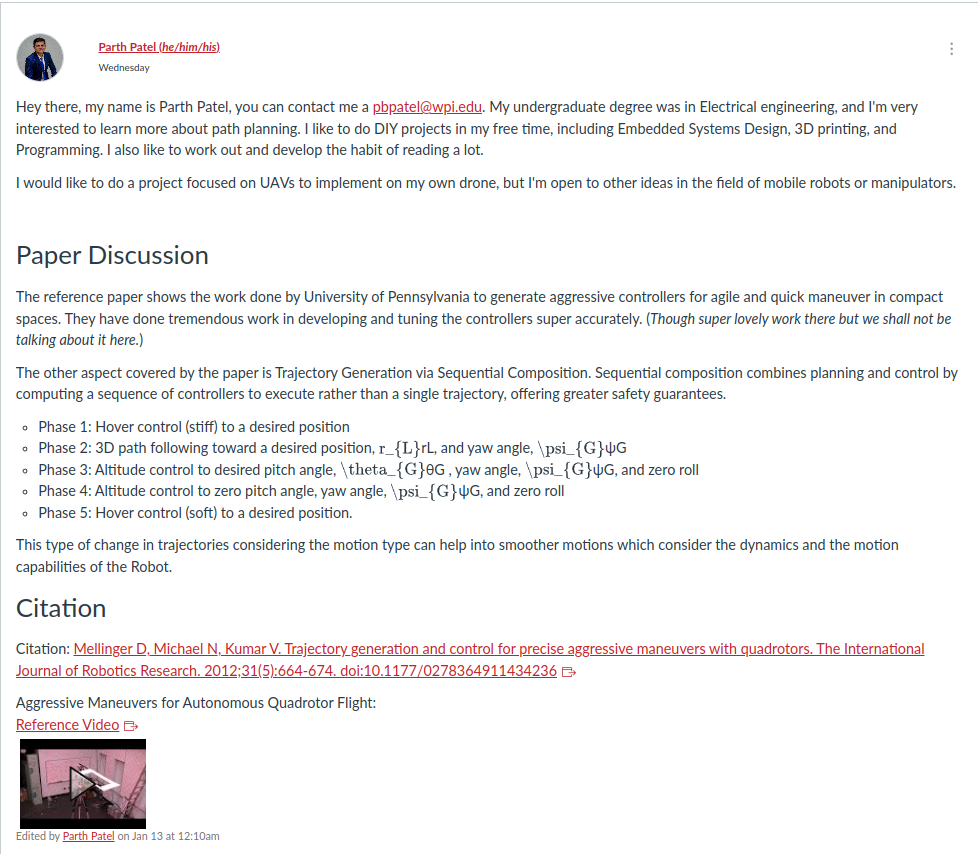 Parth Patel (he/him/his)
Wednesday
Hey there, my name is Parth Patel, you can contact me a pbpatel@wpi.edu. My undergraduate degree was in Electrical engineering, and I'm very
interested to learn more about path planning. I like to do DIY projects in my free time, including Embedded Systems Design, 3D printing, and
Programming. I also like to work out and develop the habit of reading a lot.
I would like to do a project focused on UAVs to implement on my own drone, but I'm open to other ideas in the field of mobile robots or manipulators.
Paper Discussion
The reference paper shows the work done by University of Pennsylvania to generate aggressive controllers for agile and quick maneuver in compact
spaces. They have done tremendous work in developing and tuning the controllers super accurately. (Though super lovely work there but we shall not be
talking about it here.)
The other aspect covered by the paper is Trajectory Generation via Sequential Composition. Sequential composition combines planning and control by
computing a sequence of controllers to execute rather than a single trajectory, offering greater safety guarantees.
◦ Phase 1: Hover control (stiff) to a desired position
◦ Phase 2: 3D path following toward a desired position, r_{L}rL, and yaw angle, \psi_{G}ψG
◦ Phase 3: Altitude control to desired pitch angle, \theta_{G}θG , yaw angle, \psi_{G}ψG, and zero roll
◦ Phase 4: Altitude control to zero pitch angle, yaw angle, \psi_{G}ψG, and zero roll
◦ Phase 5: Hover control (soft) to a desired position.
This type of change in trajectories considering the motion type can help into smoother motions which consider the dynamics and the motion
capabilities of the Robot.
Citation
Citation: Mellinger D, Michael N, Kumar V. Trajectory generation and control for precise aggressive maneuvers with quadrotors. The International
Journal of Robotics Research. 2012;31(5):664-674. doi:10.1177/0278364911434236
Aggressive Maneuvers for Autonomous Quadrotor Flight:
Reference Video
Edited by Parth Patel on Jan 13 at 12:10am